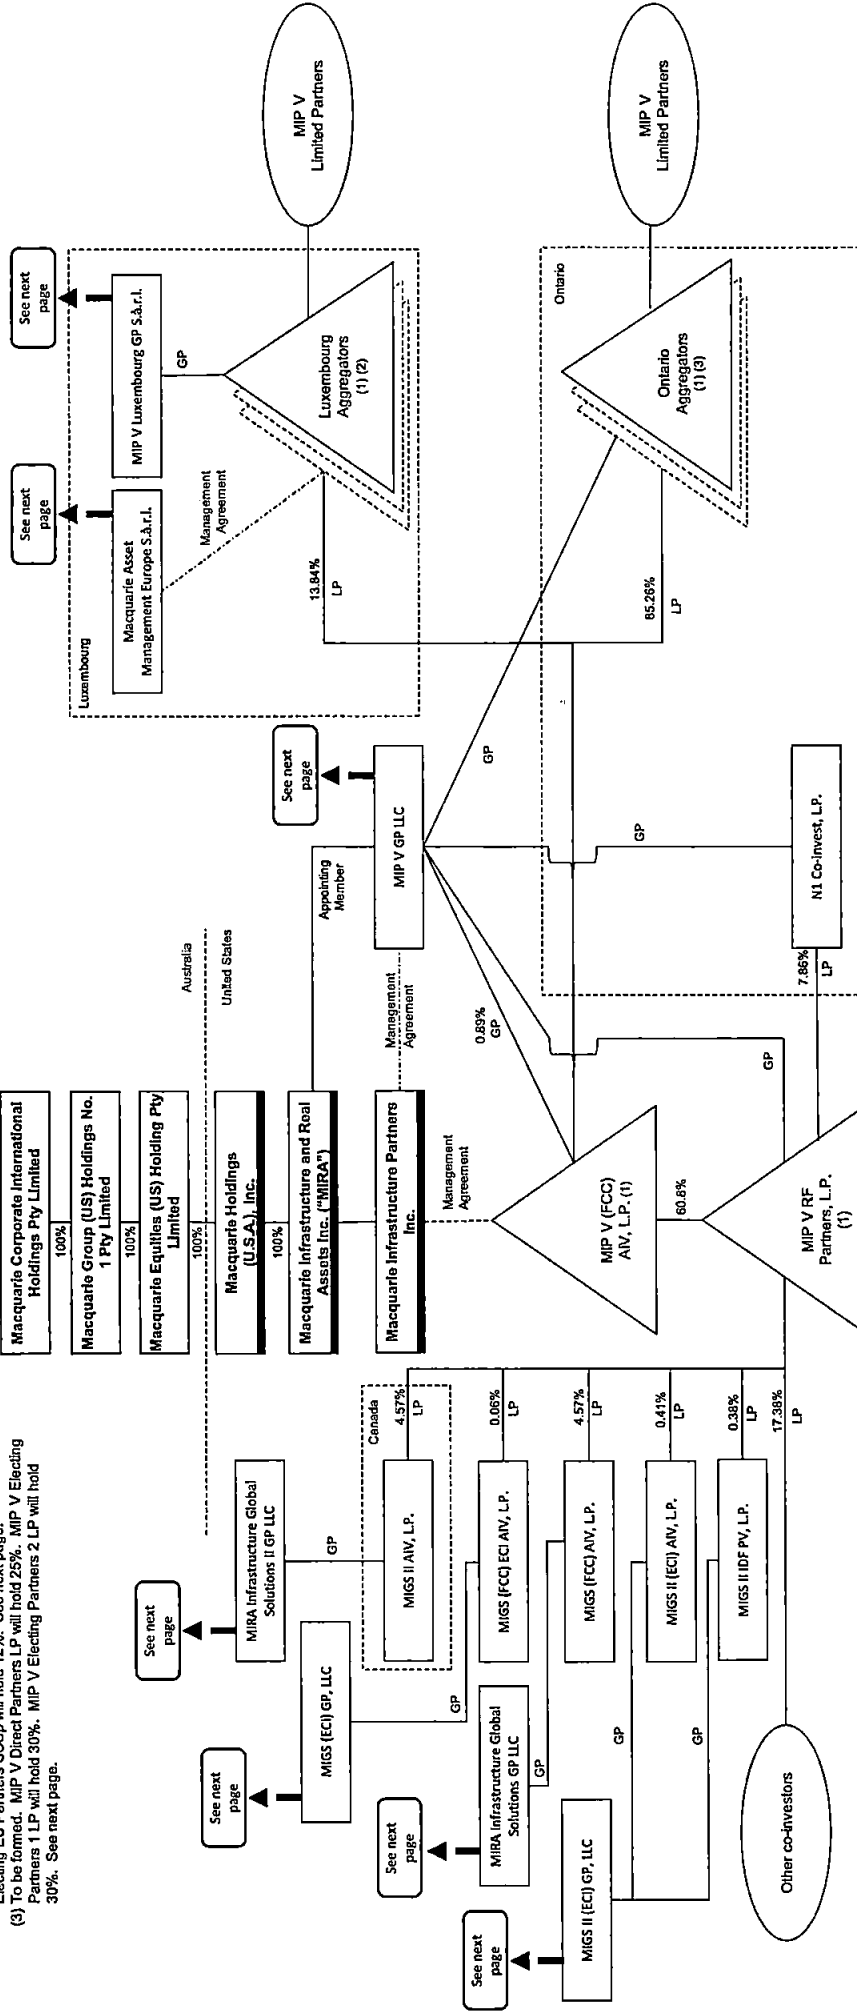 Electing EU Partners SCSp will hold 12%. See next page.
(3) To be formed. MIP V Direct Partners LP will hold 25%. MIP V Electing
Partners 1 LP will hold 30%. MIP V Electing Partners 2 LP will hold
30%. See next page.
Macquarie Corporate International
Holdings Pty Limited
100%
Macquarie Group (US) Holdings No.
1 Pty Limited
100%
Macquarie Equities (US) Holding Pty
Limited
100%
Australia
United States
Macquarie Holdings
(U.S.A.), Inc.
100%
Macquarie Infrastructure and Real
Assets Inc. ("MIRA")
Appointing
Member
Macquarie Infrastructure Partners
Inc.
Management
Agreement
MIP V GP LLC
See next
page
Management
Agreement
Luxembourg
See next
page
Macquarie Asset
Management Europe S.à.r.l.
See next
page
MIP V Luxembourg GP S.à.r.l.
GP
Management
Agreement
Luxembourg
Aggregators
(1) (2)
MIP V
Limited Partners
13.84%
LP
Ontario
Ontario
Aggregators
(1) (3)
MIP V
Limited Partners
85.26%
LP
GP
GP
0.89%
GP
GP
N1 Co-invest, L.P.
7.86%
LP
MIP V (FCC)
AIV, L.P. (1)
60.8%
MIP V RF
Partners, L.P.
(1)
See next
page
MIRA Infrastructure Global
Solutions II GP LLC
GP
Canada
MIGS II AIV, L.P.
4.57%
LP
See next
page
MIGS (ECI) GP, LLC
GP
MIGS (FCC) ECI AIV, L.P.
0.06%
LP
See next
page
MIRA Infrastructure Global
Solutions GP LLC
GP
MIGS (FCC) AIV, L.P.
4.57%
LP
See next
page
MIGS II (ECI) GP, LLC
GP
MIGS II (ECI) AIV, L.P.
0.41%
LP
GP
MIGS II IDF PV, L.P.
0.38%
LP
Other co-investors
17.38%
LP